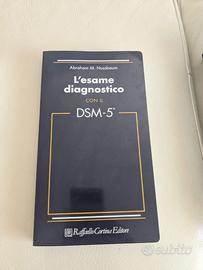 Abraham M. Nussbaum
L'esame
diagnostico
CON IL
DSM-5®
Raffaello Cortina Editore
subito